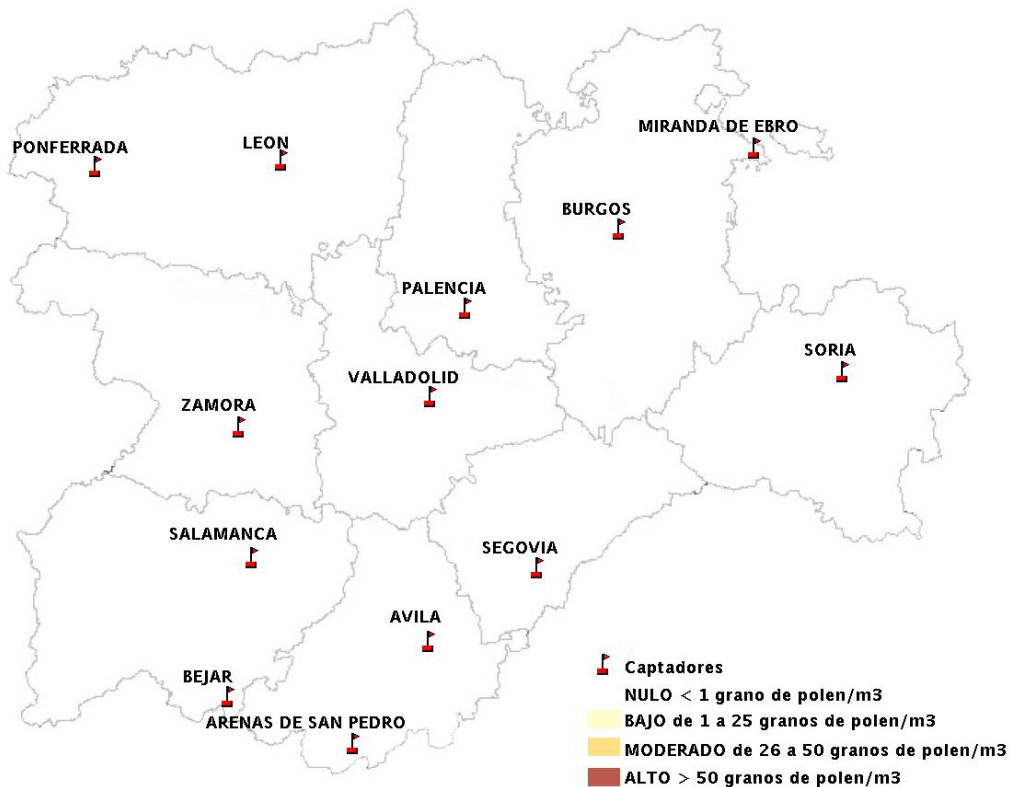 MIRANDA DE EBRO
PONFERRADA
LEON
BURGOS
PALENCIA
SORIA
VALLADOLID
ZAMORA
SALAMANCA
SEGOVIA
AVILA
BEJAR
ARENAS DE SAN PEDRO
Captadores
NULO < 1 grano de polen/m3
BAJO de 1 a 25 granos de polen/m3
MODERADO de 26 a 50 granos de polen/m3
ALTO > 50 granos de polen/m3